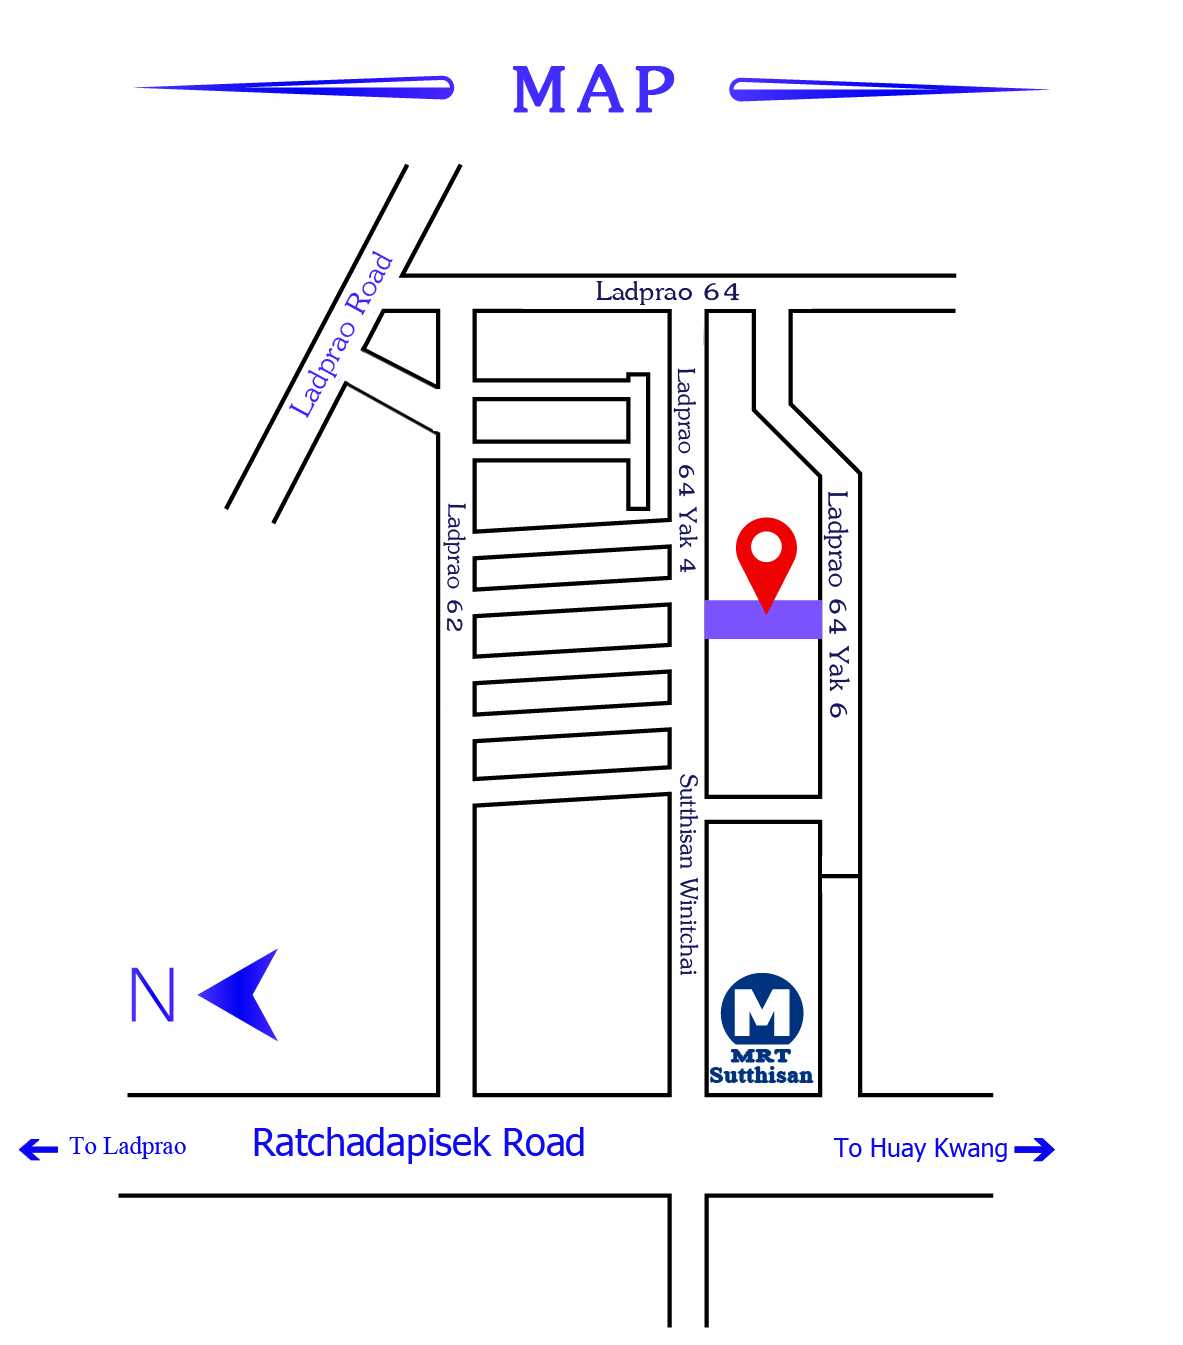 MAP
Ladprao Road
Ladprao 64
Ladprao 64 Yak 4
Ladprao 64 Yak 6
Ladprao 62
Sutthisan Winitchai
N
M
MRT
Sutthisan
To Ladprao
Ratchadapisek Road
To Huay Kwang